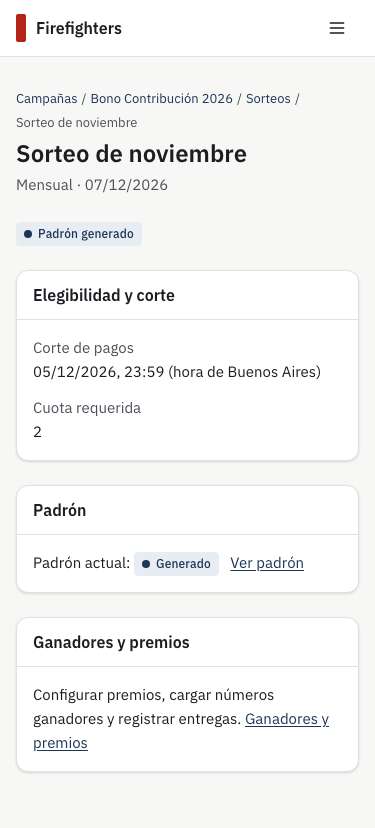 Firefighters
Campañas / Bono Contribución 2026 / Sorteos /
Sorteo de noviembre
Sorteo de noviembre
Mensual · 07/12/2026
Padrón generado
Elegibilidad y corte
Corte de pagos
05/12/2026, 23:59 (hora de Buenos Aires)
Cuota requerida
2
Padrón
Padrón actual: Generado Ver padrón
Ganadores y premios
Configurar premios, cargar números
ganadores y registrar entregas. Ganadores y
premios